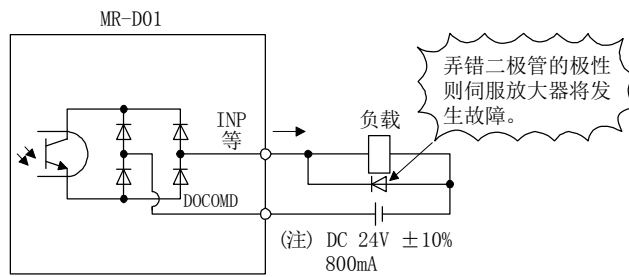 MR-D01
弄错二极管的极性
则伺服放大器将发
生故障。
INP
等
负载
DOCOMD
(注) DC 24V ±10%
800mA